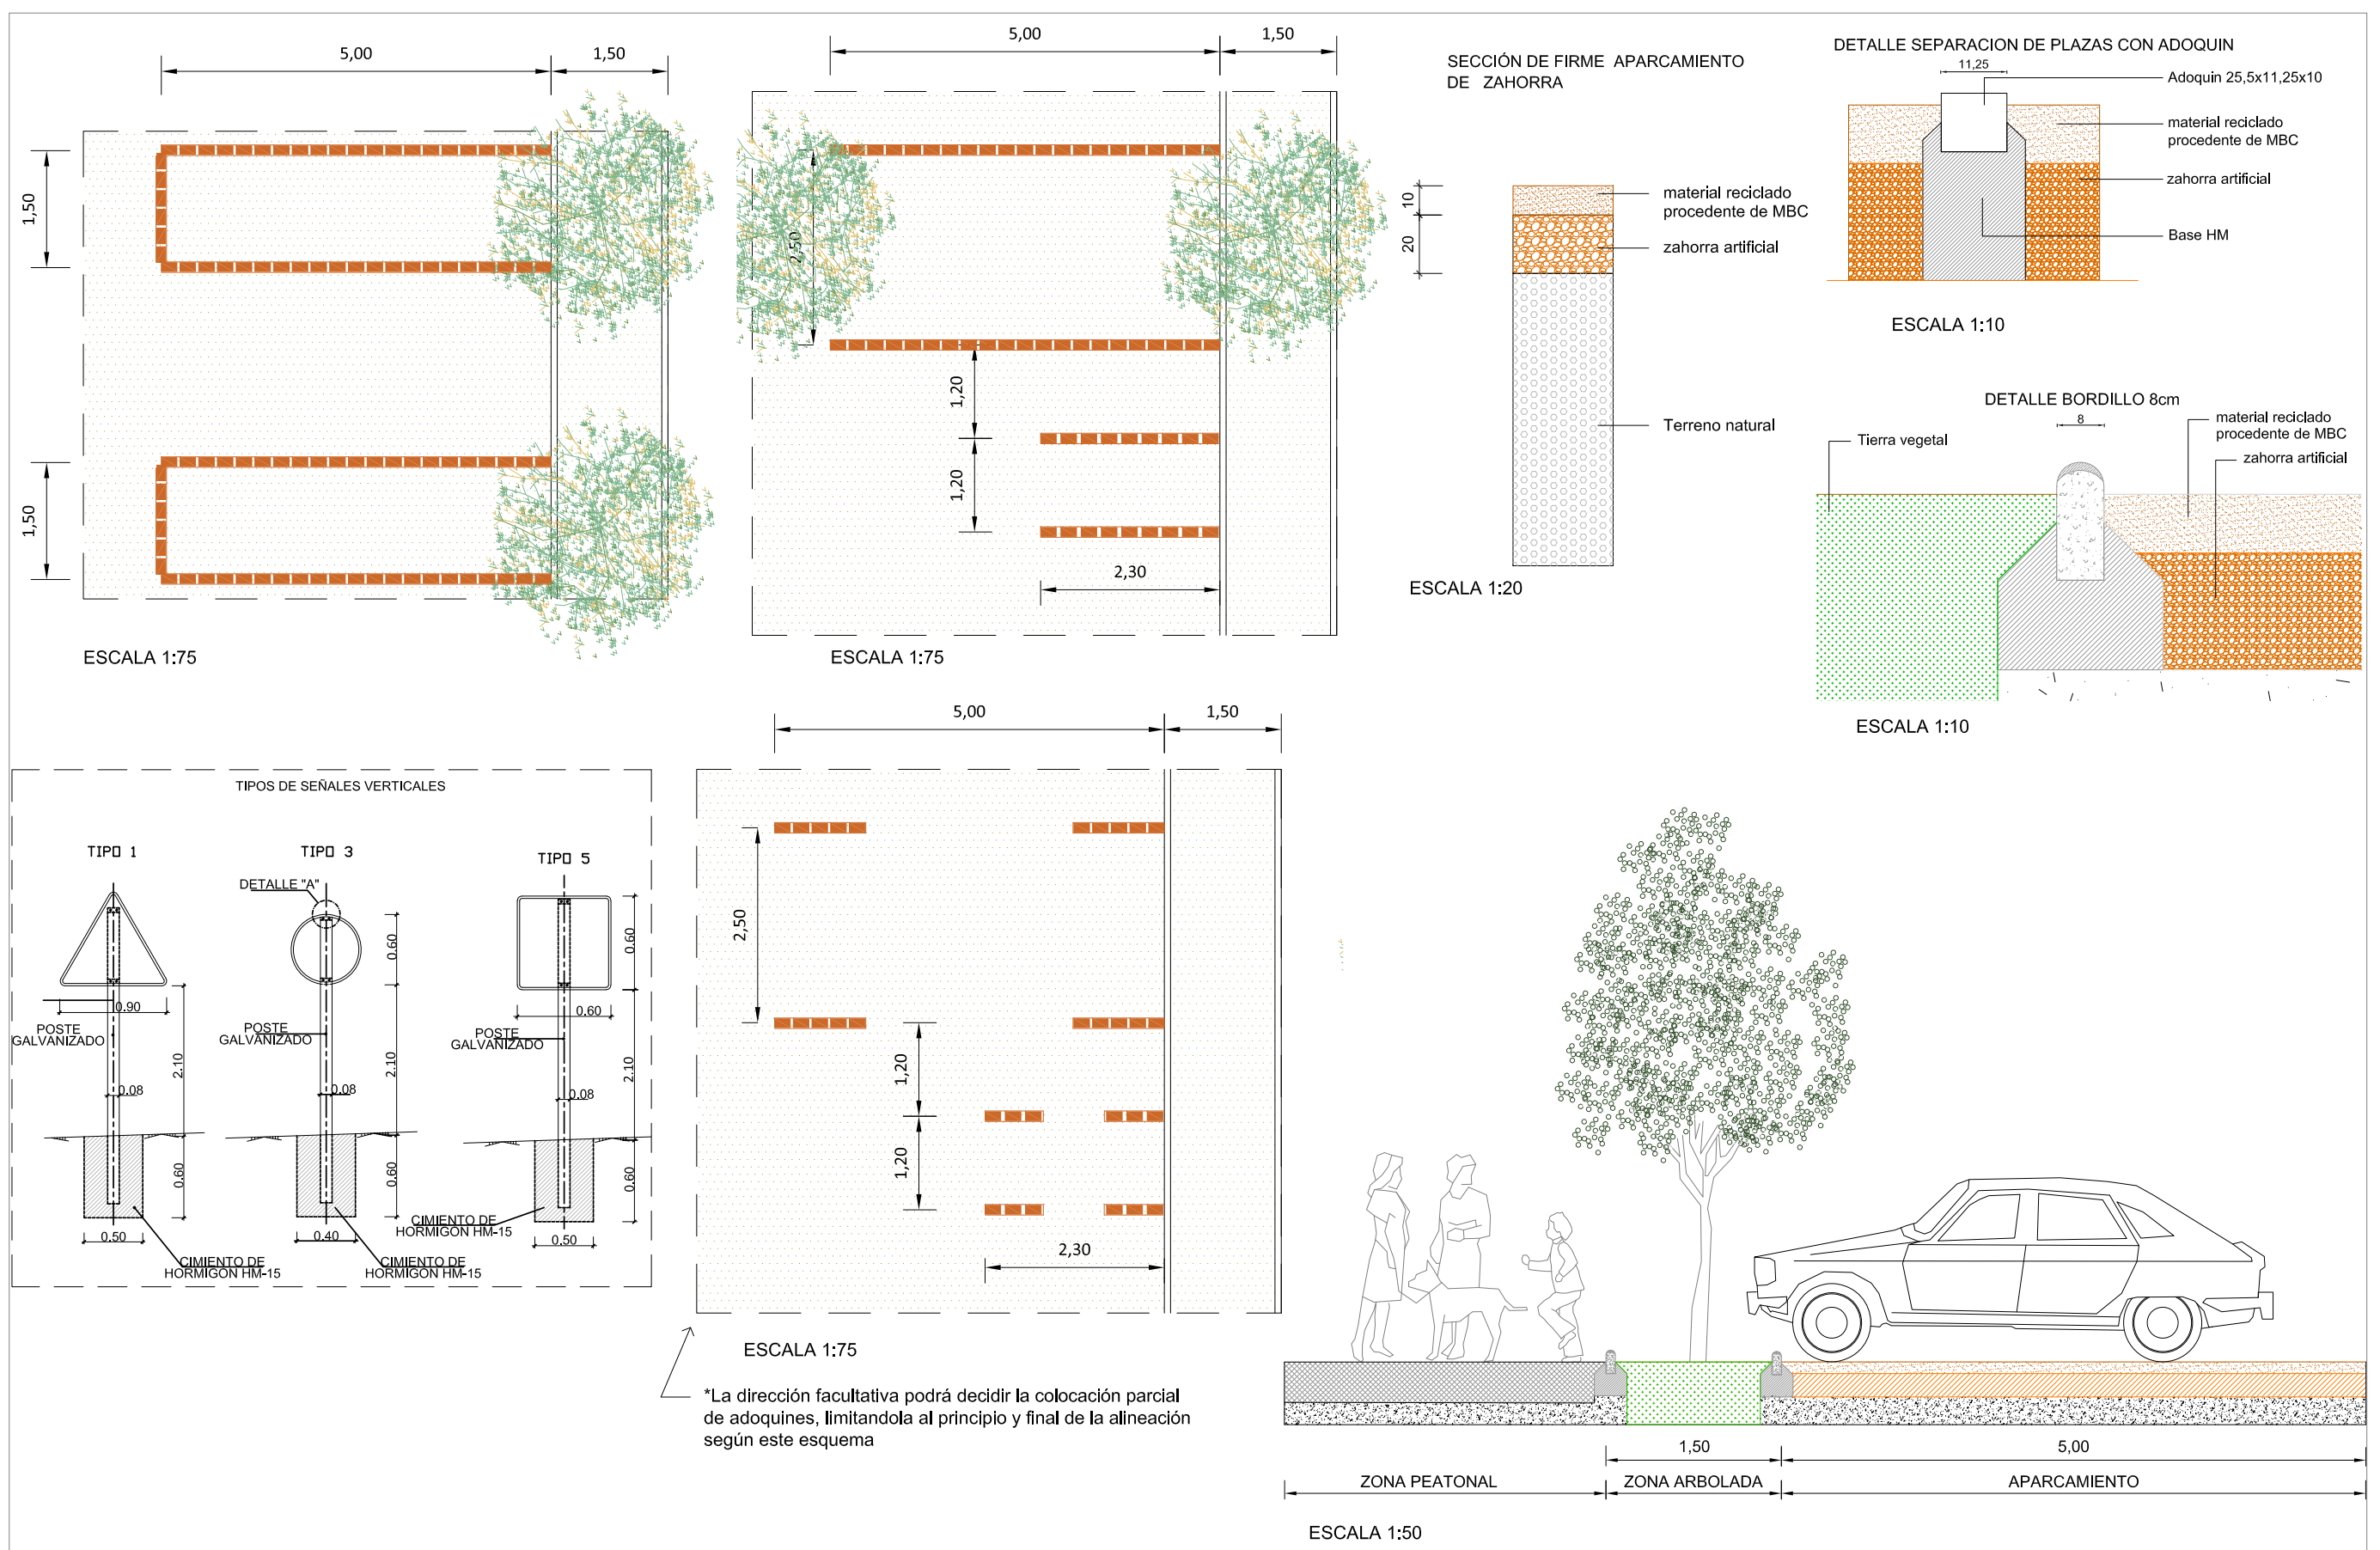 5,00
1,50
1,50
1,50
ESCALA 1:75
5,00
1,50
2,50
1,20
1,20
2,30
ESCALA 1:75
SECCIÓN DE FIRME APARCAMIENTO
DE ZAHORRA
10
20
material reciclado
procedente de MBC
zahorra artificial
Terreno natural
ESCALA 1:20
DETALLE SEPARACION DE PLAZAS CON ADOQUIN
11,25
Adoquin 25,5x11,25x10
material reciclado
procedente de MBC
zahorra artificial
Base HM
ESCALA 1:10
DETALLE BORDILLO 8cm
8
Tierra vegetal
material reciclado
procedente de MBC
zahorra artificial
ESCALA 1:10
TIPOS DE SEÑALES VERTICALES
TIPO 1
0.90
POSTE
GALVANIZADO
2.10
0.08
0.60
0.50
CIMIENTO DE
HORMIGON HM-15
TIPO 3
DETALLE "A"
0.60
POSTE
GALVANIZADO
2.10
0.08
0.60
0.40
CIMIENTO DE
HORMIGON HM-15
TIPO 5
0.60
0.60
POSTE
GALVANIZADO
2.10
0.08
0.60
CIMIENTO DE
HORMIGON HM-15
0.50
5,00
1,50
2,50
1,20
1,20
2,30
ESCALA 1:75
*La dirección facultativa podrá decidir la colocación parcial
de adoquines, limitandola al principio y final de la alineación
según este esquema
1,50
5,00
ZONA PEATONAL
ZONA ARBOLADA
APARCAMIENTO
ESCALA 1:50